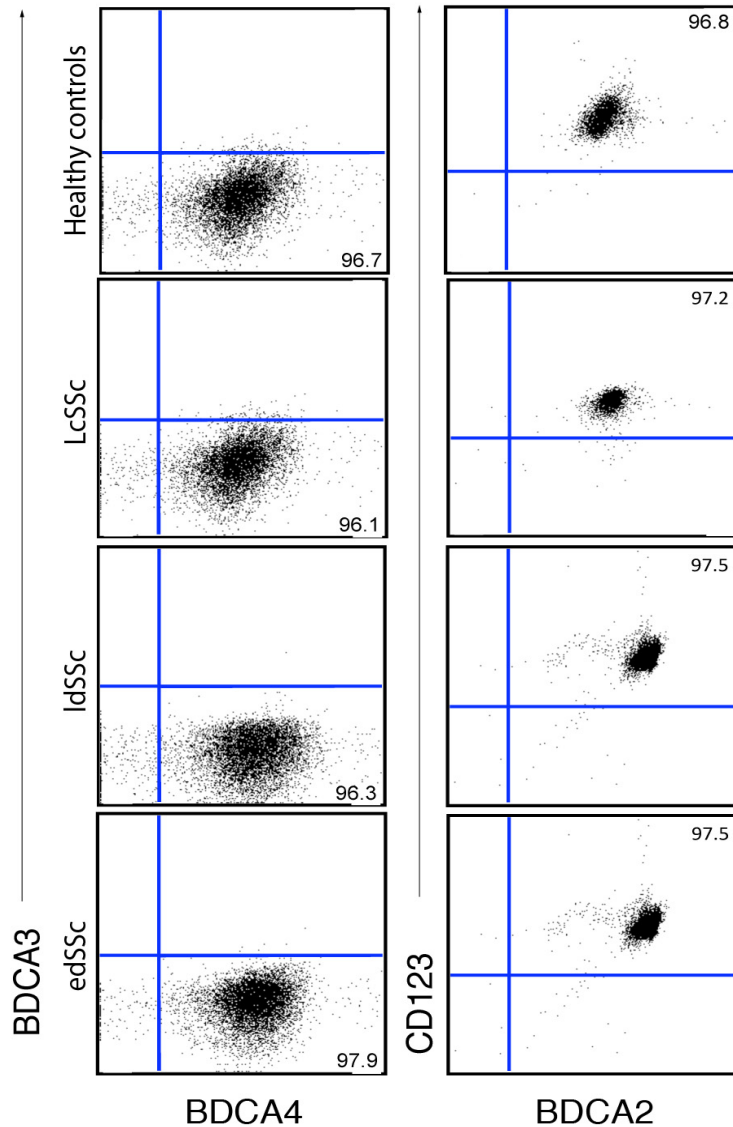 Healthy controls
96.7
96.8
LcSSc
96.1
97.2
ldSSc
96.3
97.5
edSSc
97.9
97.5
BDCA3
CD123
BDCA4
BDCA2